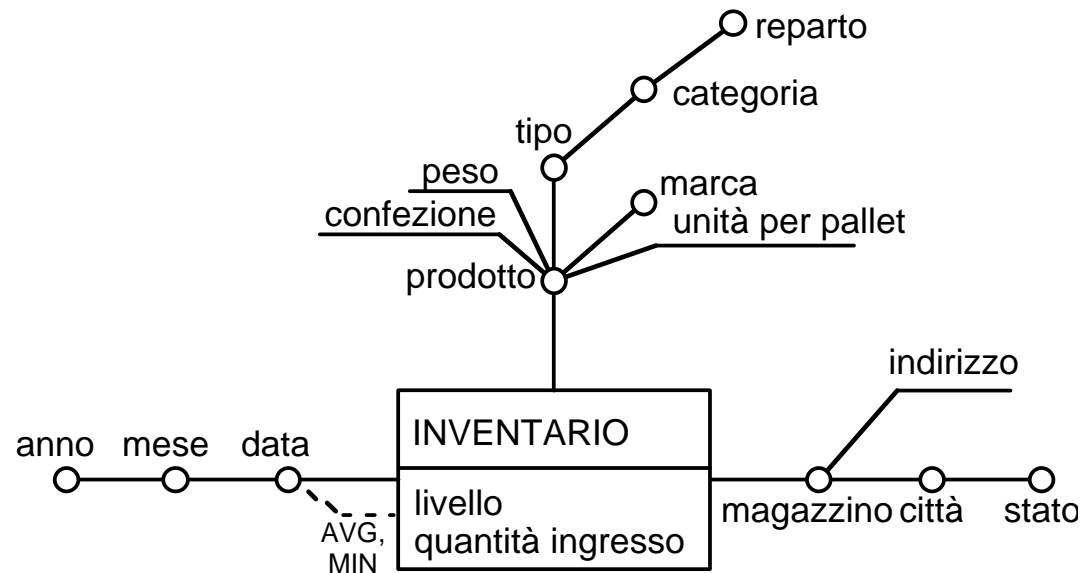 reparto
categoria
tipo
peso
marca
confezione
unità per pallet
prodotto
indirizzo
INVENTARIO
anno mese data
livello
magazzino città stato
AVG,
quantità ingresso
MIN